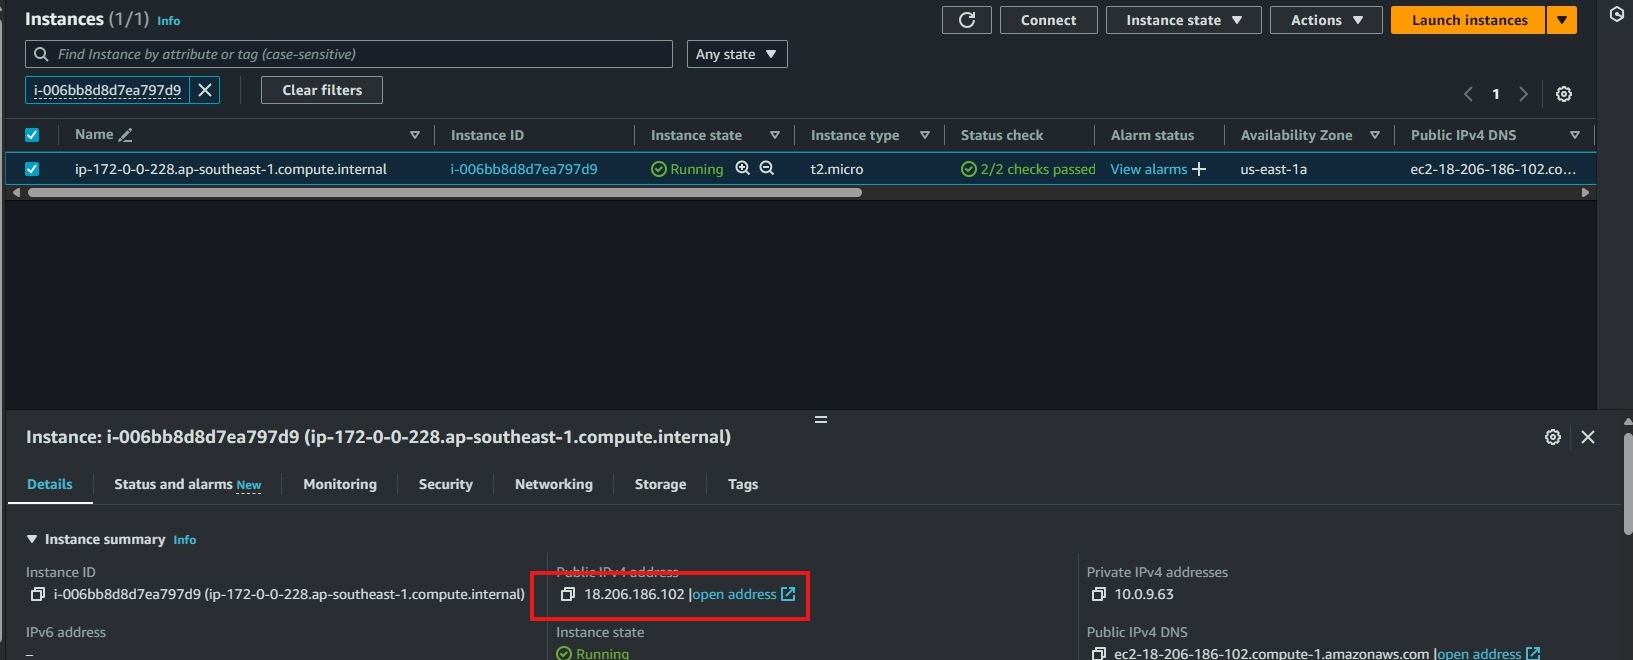 Instances (1/1) Info
Connect
Instance state
Actions
Launch instances
Find Instance by attribute or tag (case-sensitive)
Any state
i-006bb8d8d7ea797d9
Clear filters
1
Name Instance ID Instance state Instance type Status check Alarm status Availability Zone Public IPv4 DNS
ip-172-0-0-228.ap-southeast-1.compute.internal i-006bb8d8d7ea797d9 Running t2.micro 2/2 checks passed View alarms + us-east-1a ec2-18-206-186-102.co...
Instance: i-006bb8d8d7ea797d9 (ip-172-0-0-228.ap-southeast-1.compute.internal)
Details Status and alarms New Monitoring Security Networking Storage Tags
Instance summary Info
Instance ID
i-006bb8d8d7ea797d9 (ip-172-0-0-228.ap-southeast-1.compute.internal)
IPv6 address
–
Public IPv4 address
18.206.186.102 |open address
Instance state
Running
Private IPv4 addresses
10.0.9.63
Public IPv4 DNS
ec2-18-206-186-102.compute-1.amazonaws.com |open address